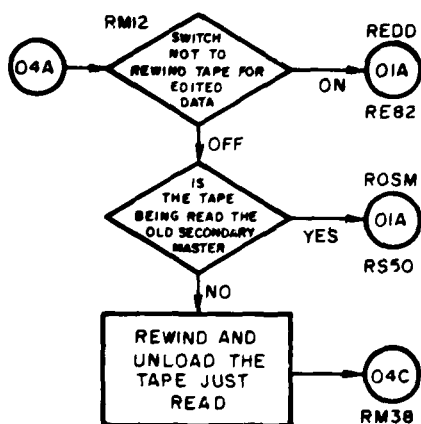 RM12
SWITCH
NOT TO
REWIND TAPE FOR
EDITED
DATA
04A
REDD
01A
ON
RE82
OFF
IS
THE TAPE
BEING READ THE
OLD SECONDARY
MASTER
ROSM
01A
YES
RS50
NO
REWIND AND
UNLOAD THE
TAPE JUST
READ
04C
RM38